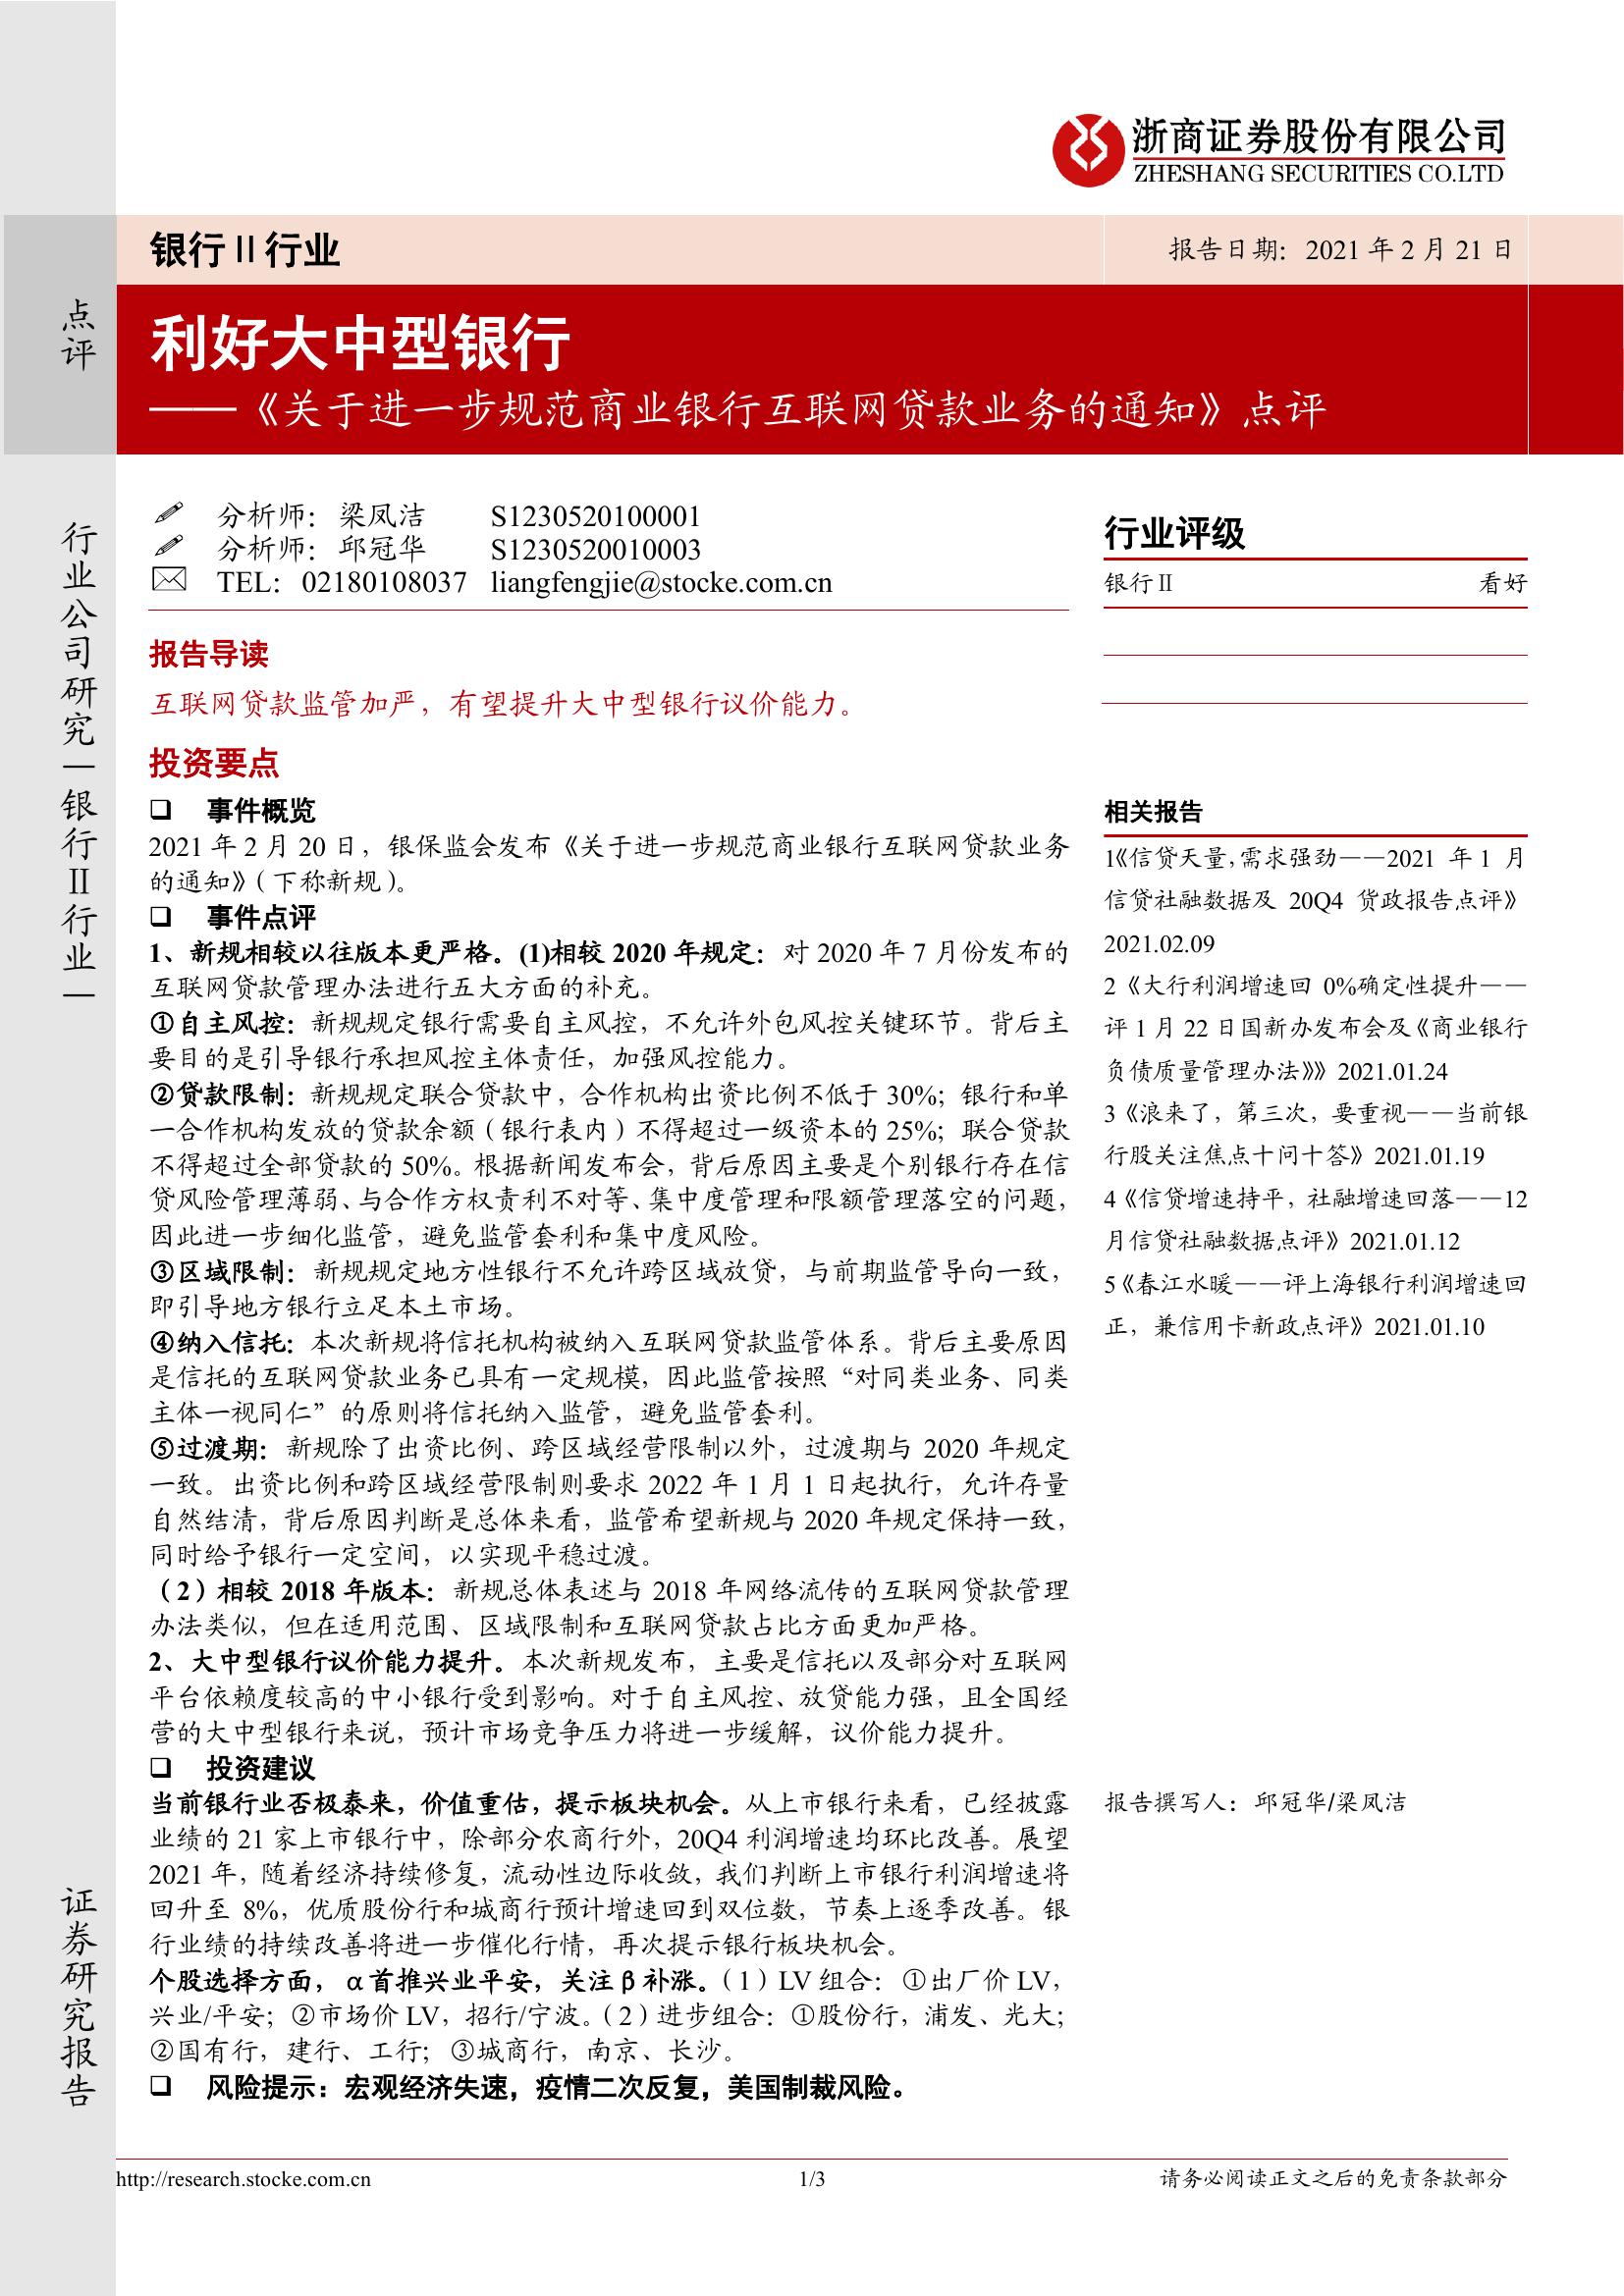 浙商证券股份有限公司
ZHESHANG SECURITIES CO.LTD
点评
行业公司研究|银行Ⅱ行业|
证券研究报告
银行Ⅱ行业
报告日期：2021 年 2 月 21 日
利好大中型银行
——《关于进一步规范商业银行互联网贷款业务的通知》点评
分析师：梁凤洁 S1230520100001
分析师：邱冠华 S1230520010003
TEL：02180108037 liangfengjie@stocke.com.cn
报告导读
互联网贷款监管加严，有望提升大中型银行议价能力。
投资要点
❑ 事件概览
2021 年 2 月 20 日，银保监会发布《关于进一步规范商业银行互联网贷款业务
的通知》（下称新规）。
❑ 事件点评
1、新规相较以往版本更严格。(1)相较 2020 年规定：对 2020 年 7 月份发布的
互联网贷款管理办法进行五大方面的补充。
①自主风控：新规规定银行需要自主风控，不允许外包风控关键环节。背后主
要目的是引导银行承担风控主体责任，加强风控能力。
②贷款限制：新规规定联合贷款中，合作机构出资比例不低于 30%；银行和单
一合作机构发放的贷款余额（银行表内）不得超过一级资本的 25%；联合贷款
不得超过全部贷款的 50%。根据新闻发布会，背后原因主要是个别银行存在信
贷风险管理薄弱、与合作方权责利不对等、集中度管理和限额管理落空的问题，
因此进一步细化监管，避免监管套利和集中度风险。
③区域限制：新规规定地方性银行不允许跨区域放贷，与前期监管导向一致，
即引导地方银行立足本土市场。
④纳入信托：本次新规将信托机构被纳入互联网贷款监管体系。背后主要原因
是信托的互联网贷款业务已具有一定规模，因此监管按照“对同类业务、同类
主体一视同仁”的原则将信托纳入监管，避免监管套利。
⑤过渡期：新规除了出资比例、跨区域经营限制以外，过渡期与 2020 年规定
一致。出资比例和跨区域经营限制则要求 2022 年 1 月 1 日起执行，允许存量
自然结清，背后原因判断是总体来看，监管希望新规与 2020 年规定保持一致，
同时给予银行一定空间，以实现平稳过渡。
（2）相较 2018 年版本：新规总体表述与 2018 年网络流传的互联网贷款管理
办法类似，但在适用范围、区域限制和互联网贷款占比方面更加严格。
2、大中型银行议价能力提升。本次新规发布，主要是信托以及部分对互联网
平台依赖度较高的中小银行受到影响。对于自主风控、放贷能力强，且全国经
营的大中型银行来说，预计市场竞争压力将进一步缓解，议价能力提升。
❑ 投资建议
当前银行业否极泰来，价值重估，提示板块机会。从上市银行来看，已经披露
业绩的 21 家上市银行中，除部分农商行外，20Q4 利润增速均环比改善。展望
2021 年，随着经济持续修复，流动性边际收敛，我们判断上市银行利润增速将
回升至 8%，优质股份行和城商行预计增速回到双位数，节奏上逐季改善。银
行业绩的持续改善将进一步催化行情，再次提示银行板块机会。
个股选择方面，α首推兴业平安，关注β补涨。（1）LV 组合：①出厂价 LV，
兴业/平安；②市场价 LV，招行/宁波。（2）进步组合：①股份行，浦发、光大；
②国有行，建行、工行；③城商行，南京、长沙。
❑ 风险提示：宏观经济失速，疫情二次反复，美国制裁风险。
行业评级
银行Ⅱ 看好
相关报告
1《信贷天量，需求强劲——2021 年 1 月
信贷社融数据及 20Q4 货政报告点评》
2021.02.09
2《大行利润增速回 0%确定性提升——
评 1 月 22 日国新办发布会及《商业银行
负债质量管理办法》》2021.01.24
3《浪来了，第三次，要重视——当前银
行股关注焦点十问十答》2021.01.19
4《信贷增速持平，社融增速回落——12
月信贷社融数据点评》2021.01.12
5《春江水暖——评上海银行利润增速回
正，兼信用卡新政点评》2021.01.10
报告撰写人：邱冠华/梁凤洁
http://research.stocke.com.cn 1/3 请务必阅读正文之后的免责条款部分